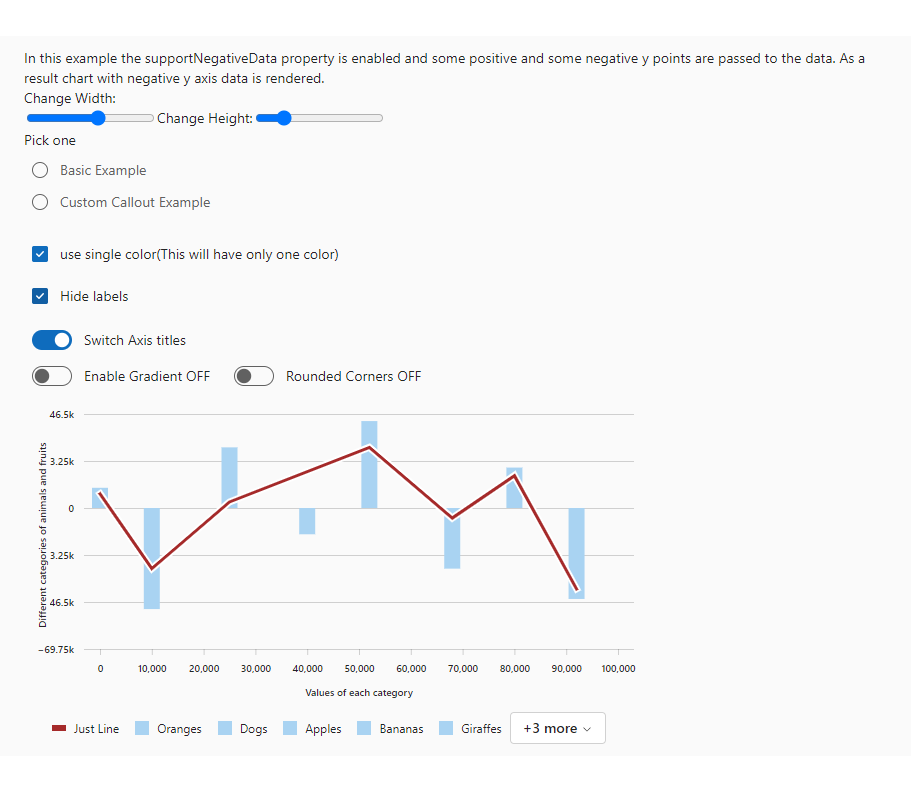 In this example the supportNegativeData property is enabled and some positive and some negative y points are passed to the data. As a
result chart with negative y axis data is rendered.
Change Width:
Change Height:
Pick one
Basic Example
Custom Callout Example
use single color(This will have only one color)
Hide labels
Switch Axis titles
Enable Gradient OFF Rounded Corners OFF
46.5k
3.25k
0
3.25k
46.5k
−69.75k
Different categories of animals and fruits
0 10,000 20,000 30,000 40,000 50,000 60,000 70,000 80,000 90,000 100,000
Values of each category
Just Line Oranges Dogs Apples Bananas Giraffes +3 more